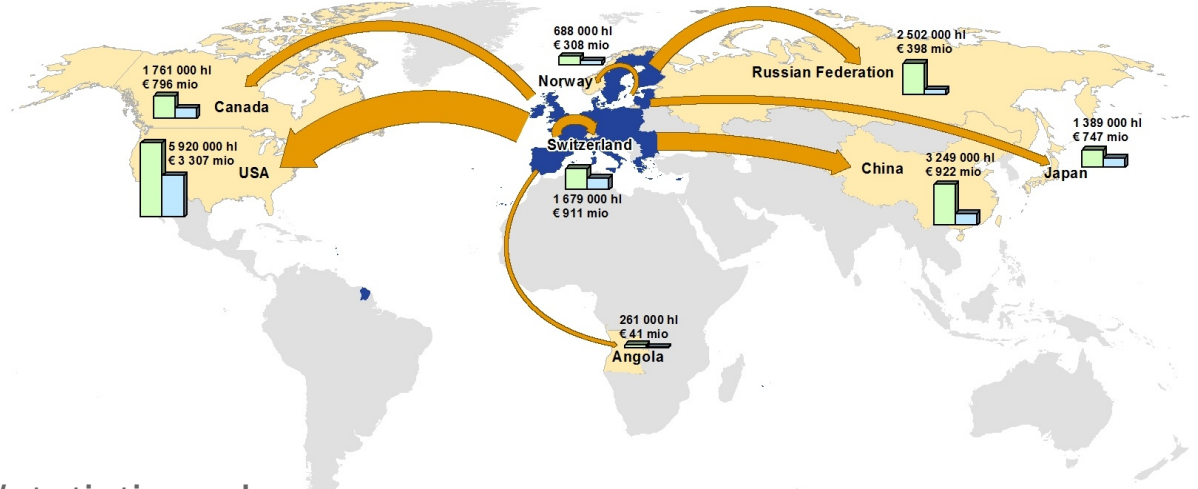 688 000 hl
€ 308 mio
Norway
2 502 000 hl
€ 398 mio
Russian Federation
1 761 000 hl
€ 796 mio
Canada
1 389 000 hl
€ 747 mio
Japan
5 920 000 hl
€ 3 307 mio
USA
Switzerland
1 679 000 hl
€ 911 mio
3 249 000 hl
€ 922 mio
China
261 000 hl
€ 41 mio
Angola